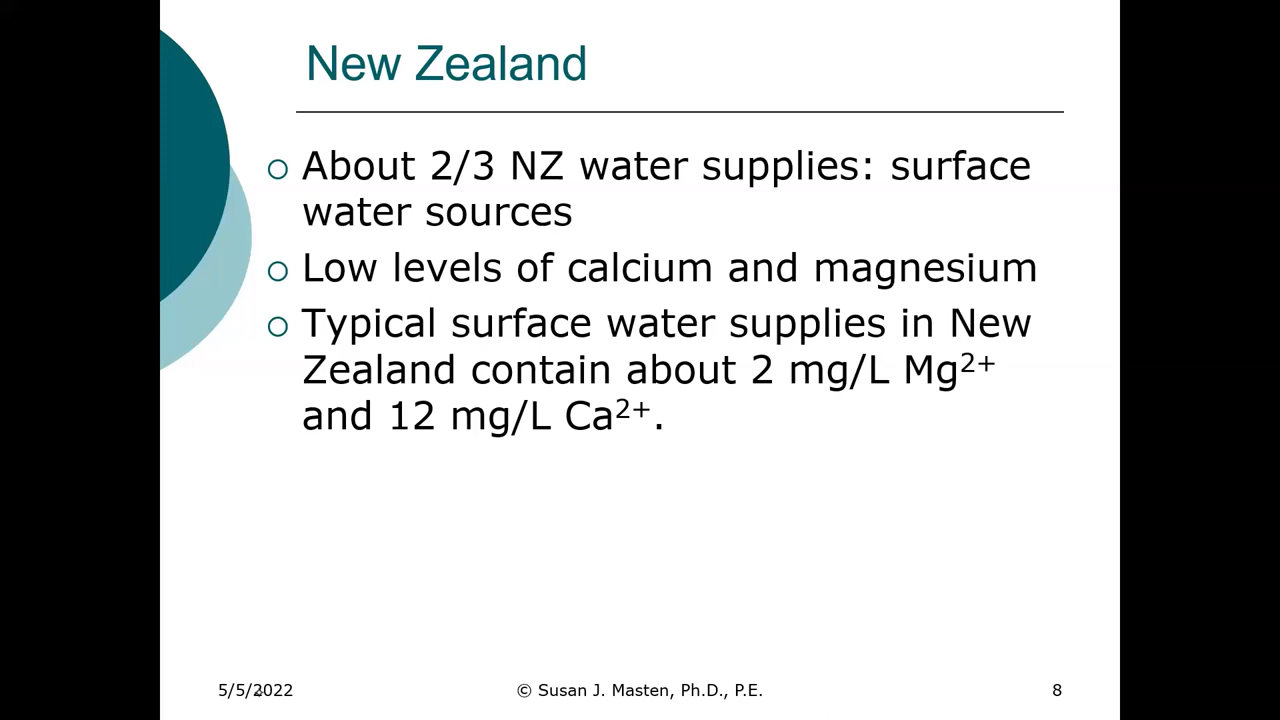 New Zealand
About 2/3 NZ water supplies: surface
water sources
Low levels of calcium and magnesium
Typical surface water supplies in New
Zealand contain about 2 mg/L Mg²⁺
and 12 mg/L Ca²⁺.
5/5/2022
© Susan J. Masten, Ph.D., P.E.
8